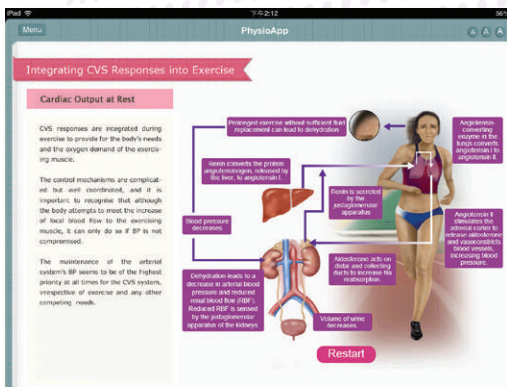 iPad
下午2:12
56%
Menu
PhysioApp
A A A
Integrating CVS Responses into Exercise
Cardiac Output at Rest
CVS responses are integrated during
exercise to provide for the body's needs
and the oxygen demand of the exercis-
ing muscle.
The control mechanisms are complicat-
ed but well coordinated, and it is
important to recognise that although
the body attempts to meet the increase
of local blood flow to the exercising
muscle, it can only do so if BP is not
compromised.
The maintenance of the arterial
system's BP seems to be of the highest
priority at all times for the CVS system,
irrespective of exercise and any other
competing needs.
Prolonged exercise without sufficient fluid
replacement can lead to dehydration
Angiotensin-
converting
enzyme in the
lungs converts
angiotensin I to
angiotensin II.
Renin converts the protein
angiotensinogen, released by
the liver, to angiotensin I.
Renin is secreted
by the
juxtaglomerular
apparatus
Blood pressure
decreases
Angiotensin II
stimulates the
adrenal cortex to
release aldosterone
and vasoconstricts
blood vessels,
increasing blood
pressure.
Aldosterone acts on
distal and collecting
ducts to increase Na
reabsorption.
Dehydration leads to a
decrease in arterial blood
pressure and reduced
renal blood flow (RBF).
Reduced RBF is sensed
by the juxtaglomerular
apparatus of the kidneys.
Volume of urine
decreases.
Restart